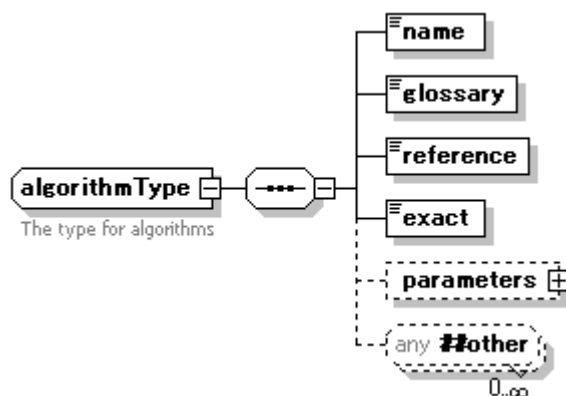 name
glossary
reference
algorithmType
The type for algorithms
exact
parameters
any ##other
0..∞